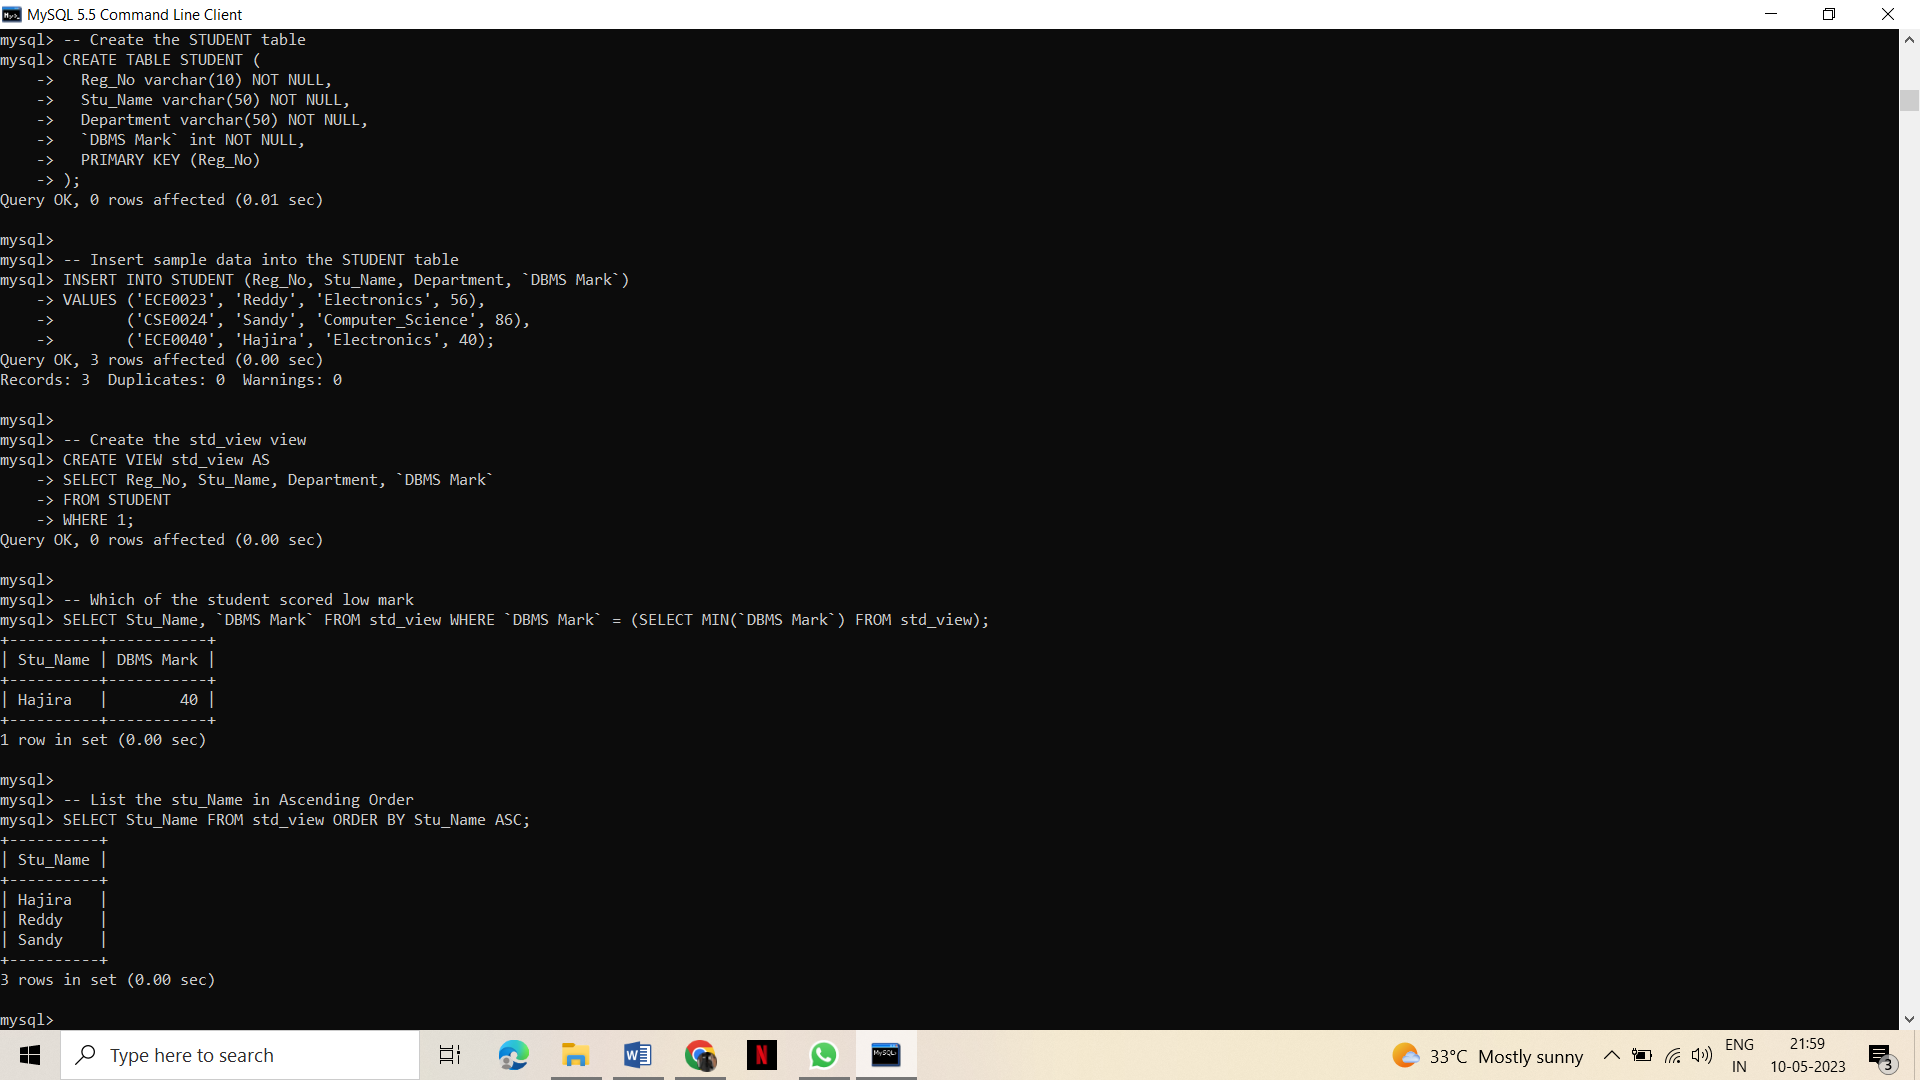 MySQL 5.5 Command Line Client
mysql> -- Create the STUDENT table
mysql> CREATE TABLE STUDENT (
    ->   Reg_No varchar(10) NOT NULL,
    ->   Stu_Name varchar(50) NOT NULL,
    ->   Department varchar(50) NOT NULL,
    ->   `DBMS Mark` int NOT NULL,
    ->   PRIMARY KEY (Reg_No)
    -> );
Query OK, 0 rows affected (0.01 sec)
mysql>
mysql> -- Insert sample data into the STUDENT table
mysql> INSERT INTO STUDENT (Reg_No, Stu_Name, Department, `DBMS Mark`)
    -> VALUES ('ECE0023', 'Reddy', 'Electronics', 56),
    ->        ('CSE0024', 'Sandy', 'Computer_Science', 86),
    ->        ('ECE0040', 'Hajira', 'Electronics', 40);
Query OK, 3 rows affected (0.00 sec)
Records: 3  Duplicates: 0  Warnings: 0
mysql>
mysql> -- Create the std_view view
mysql> CREATE VIEW std_view AS
    -> SELECT Reg_No, Stu_Name, Department, `DBMS Mark`
    -> FROM STUDENT
    -> WHERE 1;
Query OK, 0 rows affected (0.00 sec)
mysql>
mysql> -- Which of the student scored low mark
mysql> SELECT Stu_Name, `DBMS Mark` FROM std_view WHERE `DBMS Mark` = (SELECT MIN(`DBMS Mark`) FROM std_view);
+----------+-----------+
| Stu_Name | DBMS Mark |
+----------+-----------+
| Hajira   |        40 |
+----------+-----------+
1 row in set (0.00 sec)
mysql>
mysql> -- List the stu_Name in Ascending Order
mysql> SELECT Stu_Name FROM std_view ORDER BY Stu_Name ASC;
+----------+
| Stu_Name |
+----------+
| Hajira   |
| Reddy    |
| Sandy    |
+----------+
3 rows in set (0.00 sec)
mysql>
Type here to search
33°C Mostly sunny
ENG
IN
21:59
10-05-2023
3